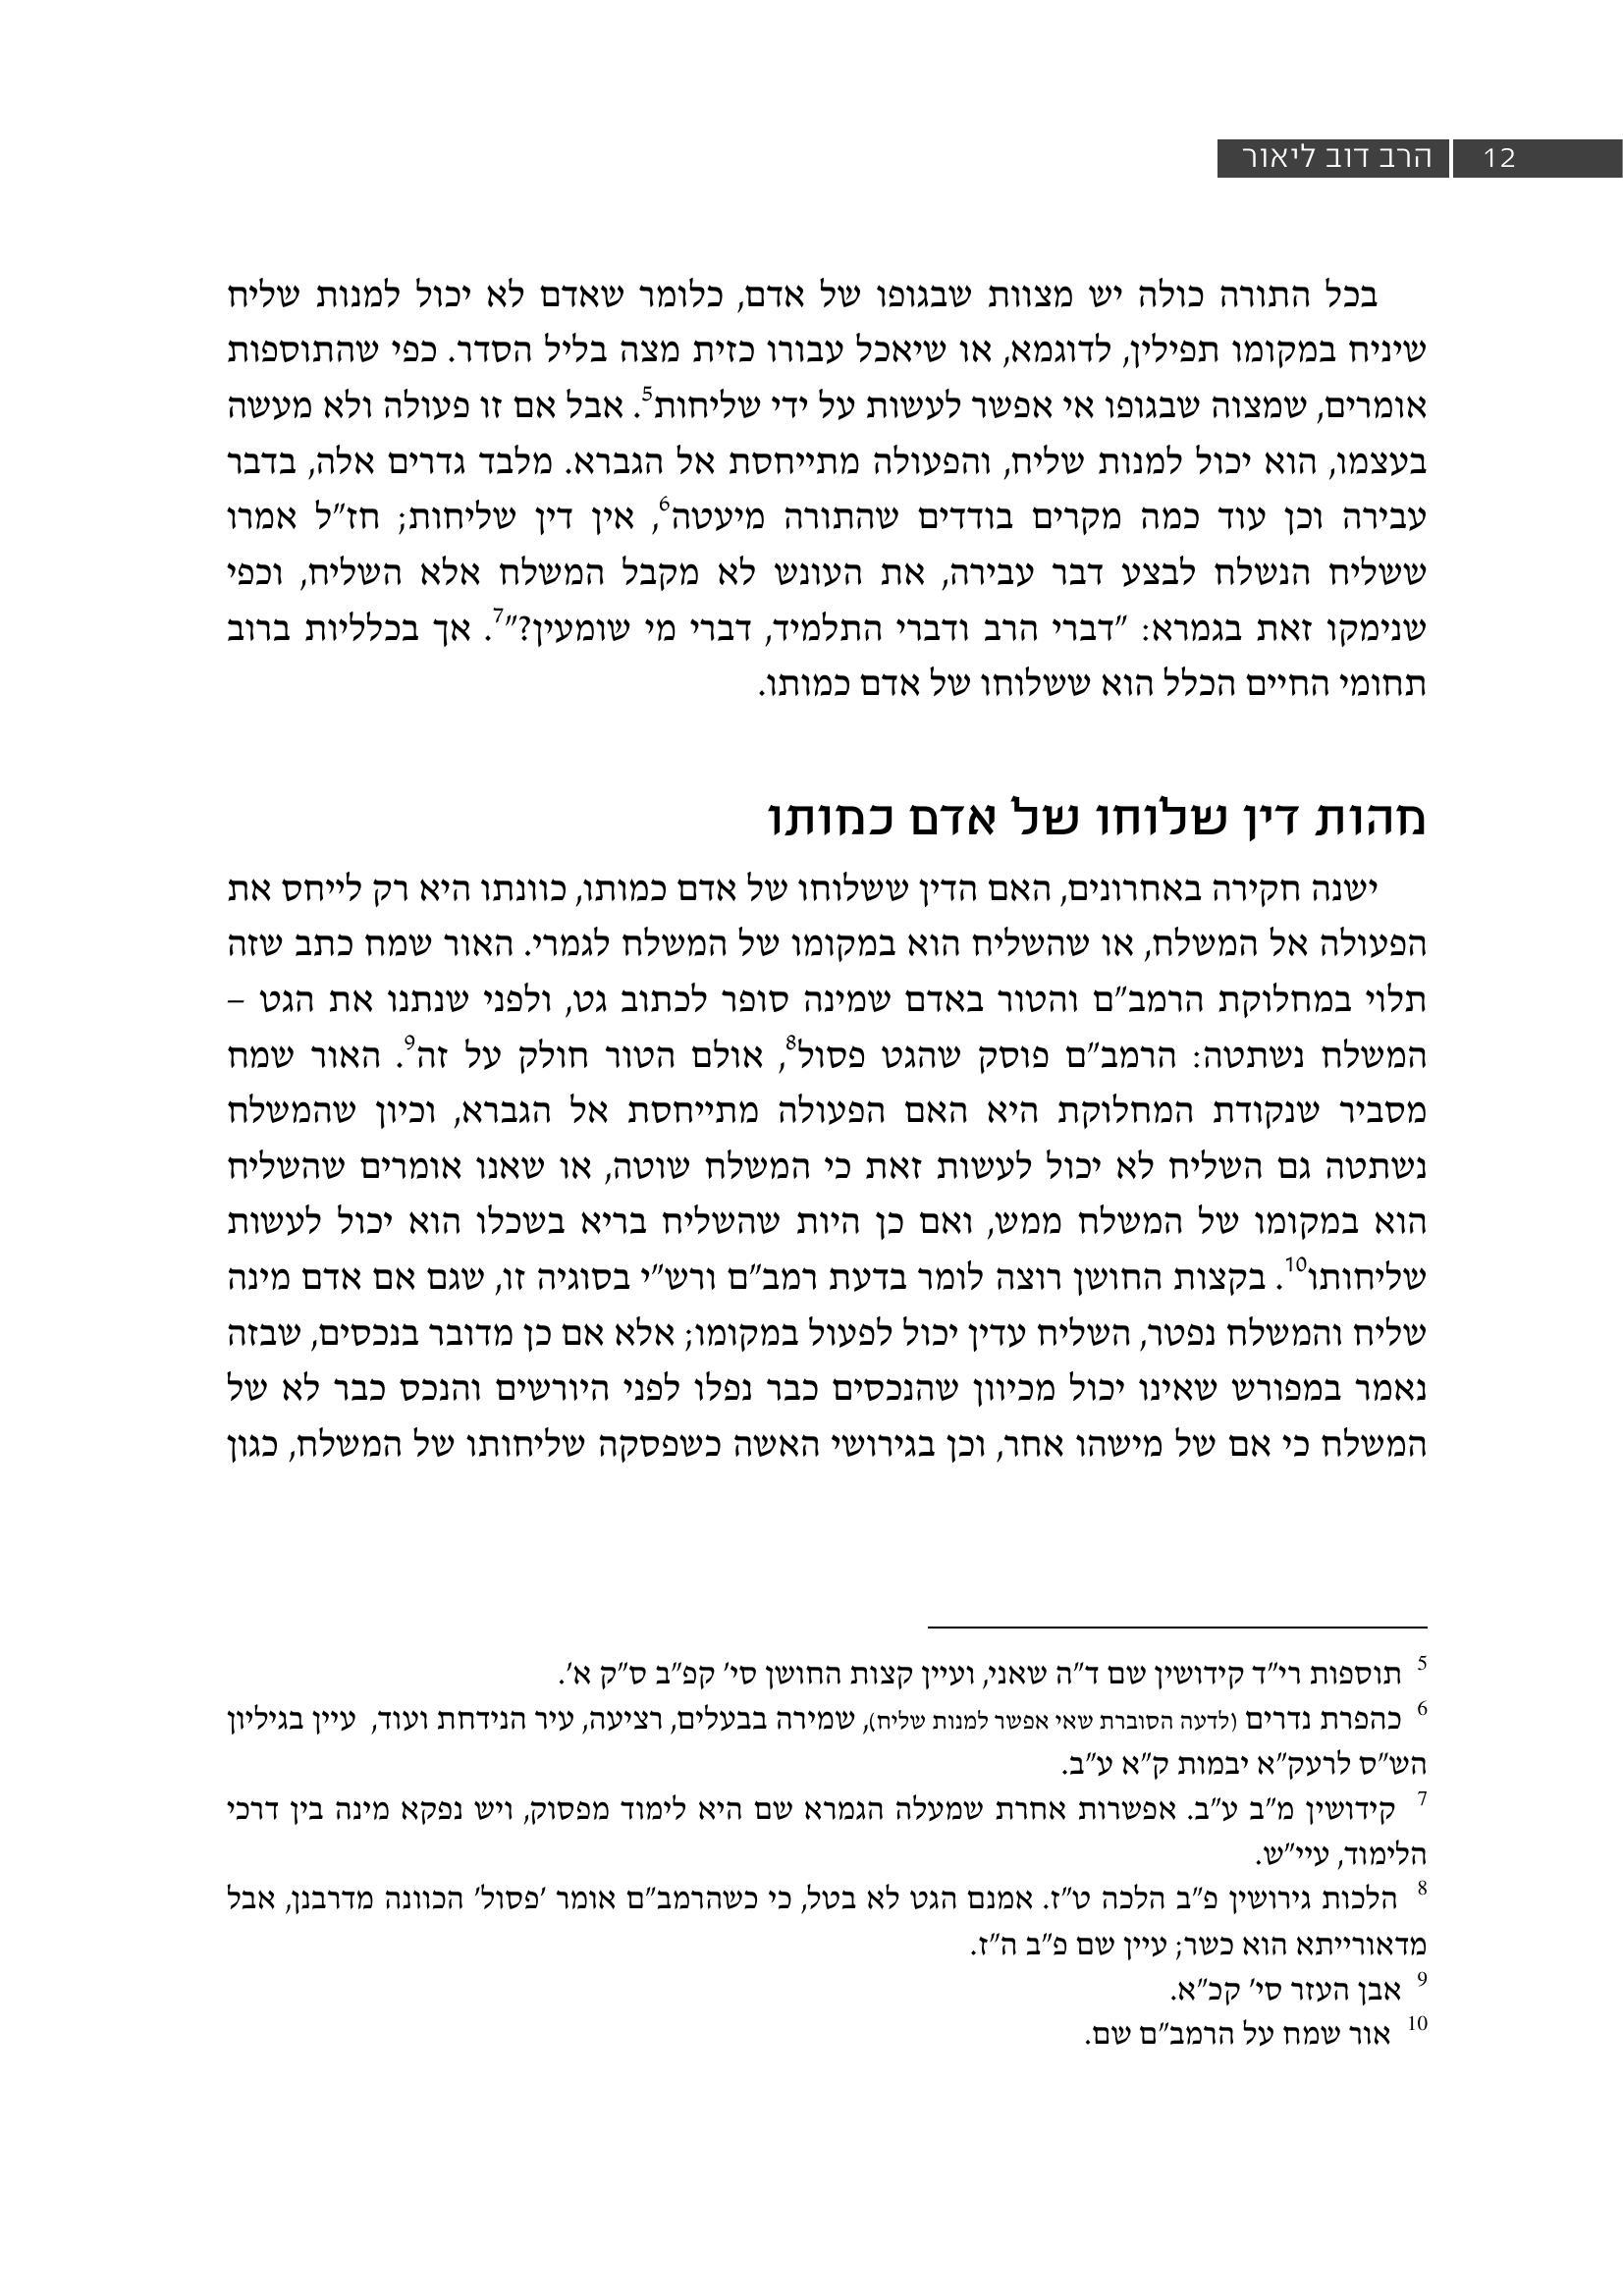 12 הרב דוב ליאור
בכל התורה כולה יש מצוות שבגופו של אדם, כלומר שאדם לא יכול למנות שליח
שיניח במקומו תפילין, לדוגמא, או שיאכל עבורו כזית מצה בליל הסדר. כפי שהתוספות
אומרים, שמצוה שבגופו אי אפשר לעשות על ידי שליחות5. אבל אם זו פעולה ולא מעשה
בעצמו, הוא יכול למנות שליח, והפעולה מתייחסת אל הגברא. מלבד גדרים אלה, בדבר
עבירה וכן עוד כמה מקרים בודדים שהתורה מיעטה6, אין דין שליחות; חז"ל אמרו
ששליח הנשלח לבצע דבר עבירה, את העונש לא מקבל המשלח אלא השליח, וכפי
שנימקו זאת בגמרא: "דברי הרב ודברי התלמיד, דברי מי שומעין?"7. אך בכלליות ברוב
תחומי החיים הכלל הוא ששלוחו של אדם כמותו.
מהות דין שלוחו של אדם כמותו
ישנה חקירה באחרונים, האם הדין ששלוחו של אדם כמותו, כוונתו היא רק לייחס את
הפעולה אל המשלח, או שהשליח הוא במקומו של המשלח לגמרי. האור שמח כתב שזה
תלוי במחלוקת הרמב"ם והטור באדם שמינה סופר לכתוב גט, ולפני שנתנו את הגט –
המשלח נשתטה: הרמב"ם פוסק שהגט פסול8, אולם הטור חולק על זה9. האור שמח
מסביר שנקודת המחלוקת היא האם הפעולה מתייחסת אל הגברא, וכיון שהמשלח
נשתטה גם השליח לא יכול לעשות זאת כי המשלח שוטה, או שאנו אומרים שהשליח
הוא במקומו של המשלח ממש, ואם כן היות שהשליח בריא בשכלו הוא יכול לעשות
שליחותו10. בקצות החושן רוצה לומר בדעת רמב"ם ורש"י בסוגיה זו, שגם אם אדם מינה
שליח והמשלח נפטר, השליח עדין יכול לפעול במקומו; אלא אם כן מדובר בנכסים, שבזה
נאמר במפורש שאינו יכול מכיוון שהנכסים כבר נפלו לפני היורשים והנכס כבר לא של
המשלח כי אם של מישהו אחר, וכן בגירושי האשה כשפסקה שליחותו של המשלח, כגון
5 תוספות רי"ד קידושין שם ד"ה שאני, ועיין קצות החושן סי' קפ"ב ס"ק א'.
6 כהפרת נדרים (לדעה הסוברת שאי אפשר למנות שליח), שמירה בבעלים, רציעה, עיר הנידחת ועוד, עיין בגיליון
הש"ס לרעק"א יבמות ק"א ע"ב.
7 קידושין מ"ב ע"ב. אפשרות אחרת שמעלה הגמרא שם היא לימוד מפסוק, ויש נפקא מינה בין דרכי
הלימוד, עיי"ש.
8 הלכות גירושין פ"ב הלכה ט"ז. אמנם הגט לא בטל, כי כשהרמב"ם אומר 'פסול' הכוונה מדרבנן, אבל
מדאורייתא הוא כשר; עיין שם פ"ב ה"ז.
9 אבן העזר סי' קכ"א.
10 אור שמח על הרמב"ם שם.